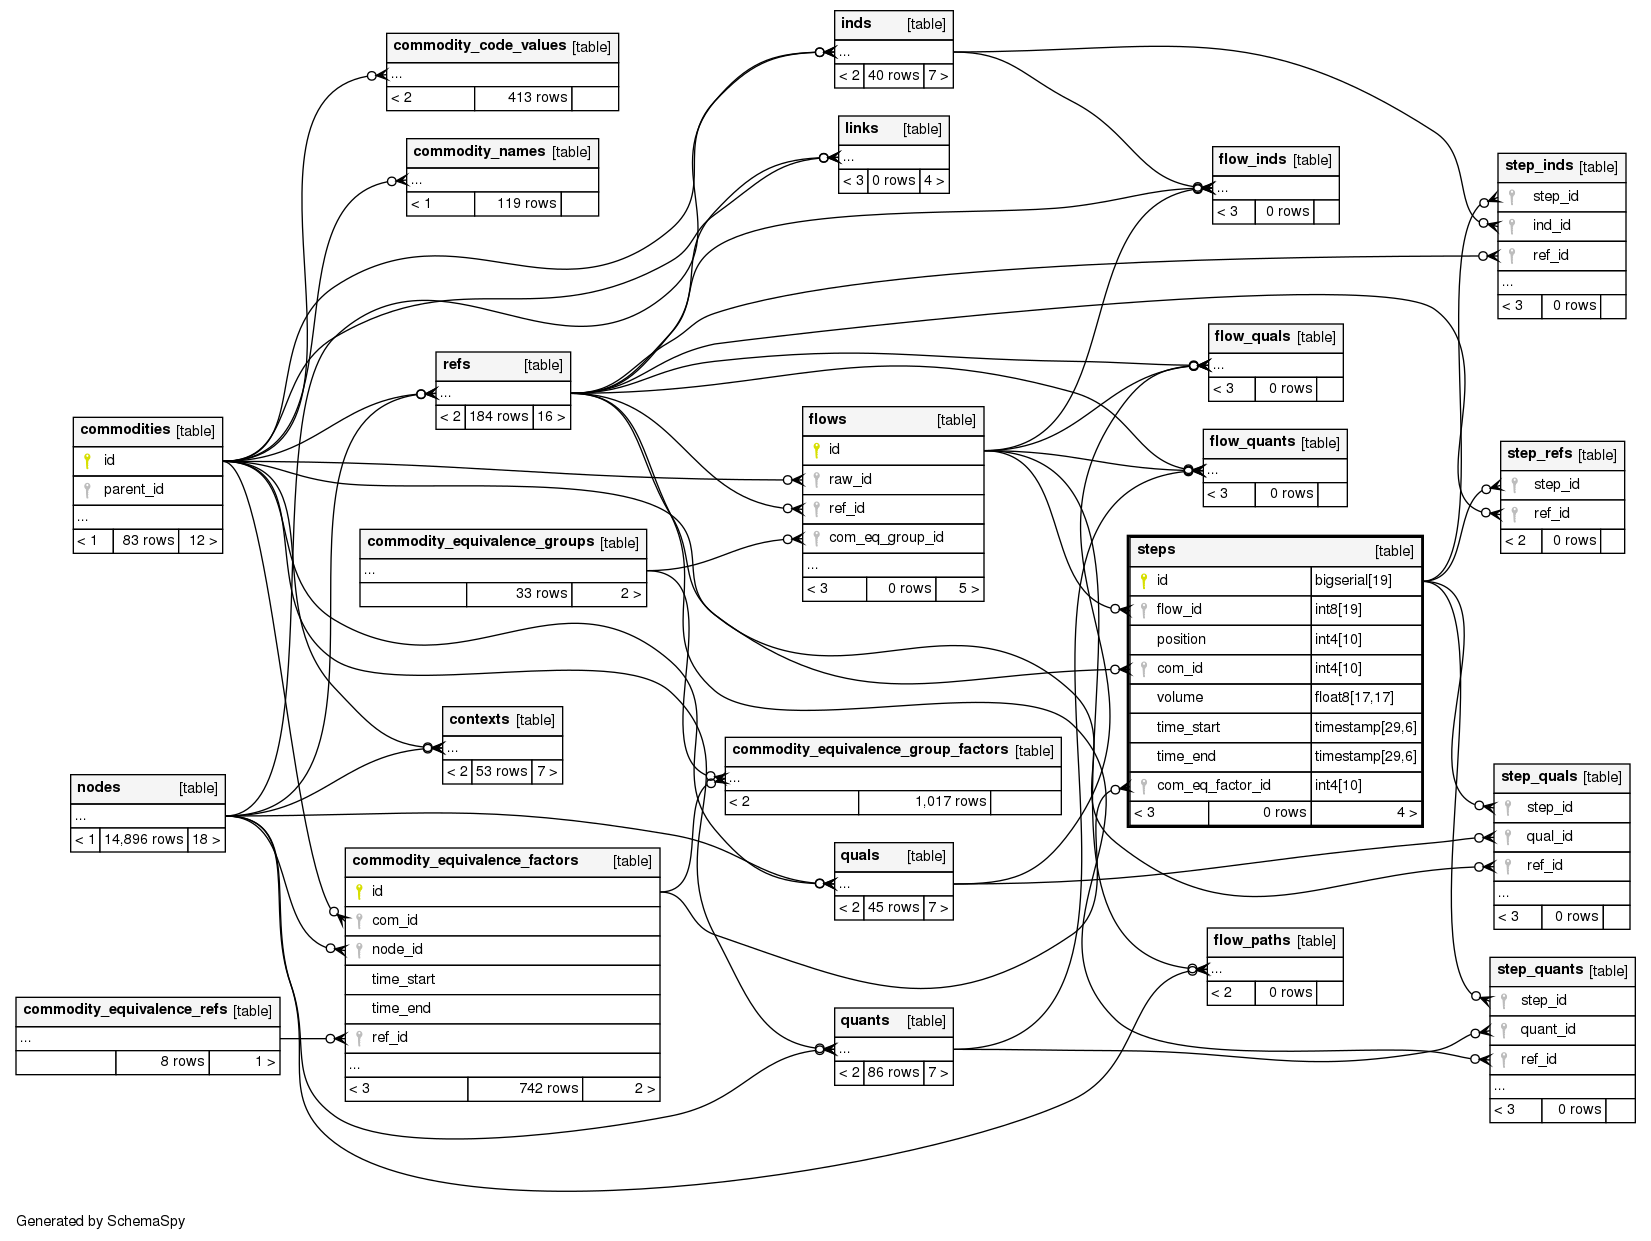 inds [table]
...
< 2 40 rows 7 >
commodity_code_values [table]
...
< 2 413 rows
links [table]
...
< 3 0 rows 4 >
commodity_names [table]
...
< 1 119 rows
flow_inds [table]
...
< 3 0 rows
step_inds [table]
step_id
ind_id
ref_id
...
< 3 0 rows
refs [table]
...
< 2 184 rows 16 >
flow_quals [table]
...
< 3 0 rows
commodities [table]
id
parent_id
...
< 1 83 rows 12 >
flows [table]
id
raw_id
ref_id
com_eq_group_id
...
< 3 0 rows 5 >
flow_quants [table]
...
< 3 0 rows
step_refs [table]
step_id
ref_id
< 2 0 rows
commodity_equivalence_groups [table]
...
33 rows 2 >
steps [table]
id bigserial[19]
flow_id int8[19]
position int4[10]
com_id int4[10]
volume float8[17,17]
time_start timestamp[29,6]
time_end timestamp[29,6]
com_eq_factor_id int4[10]
< 3 0 rows 4 >
contexts [table]
...
< 2 53 rows 7 >
commodity_equivalence_group_factors [table]
...
< 2 1,017 rows
nodes [table]
...
< 1 14,896 rows 18 >
step_quals [table]
step_id
qual_id
ref_id
...
< 3 0 rows
commodity_equivalence_factors [table]
id
com_id
node_id
time_start
time_end
ref_id
...
< 3 742 rows 2 >
quals [table]
...
< 2 45 rows 7 >
flow_paths [table]
...
< 2 0 rows
step_quants [table]
step_id
quant_id
ref_id
...
< 3 0 rows
commodity_equivalence_refs [table]
...
8 rows 1 >
quants [table]
...
< 2 86 rows 7 >
Generated by SchemaSpy